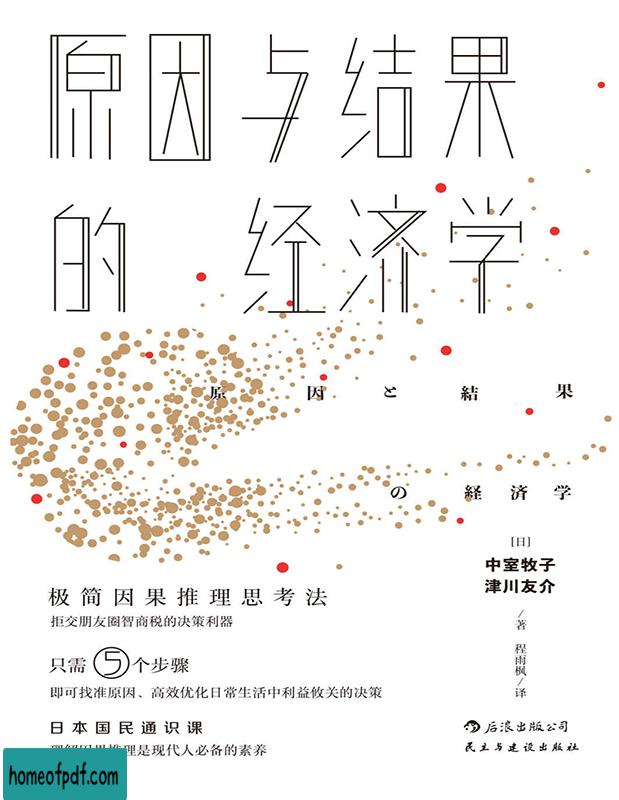 原因与结果
的 经济学
原因と結果
の経済学
[日]
中室牧子
津川友介
/著
程雨枫/译
极简因果推理思考法
拒交朋友圈智商税的决策利器
只需⑤个步骤
即可找准原因、高效优化日常生活中利益攸关的决策
日本国民通识课
理解因果推理是现代人必备的素养
后浪出版公司
民主与建设出版社
homeofpdf.com